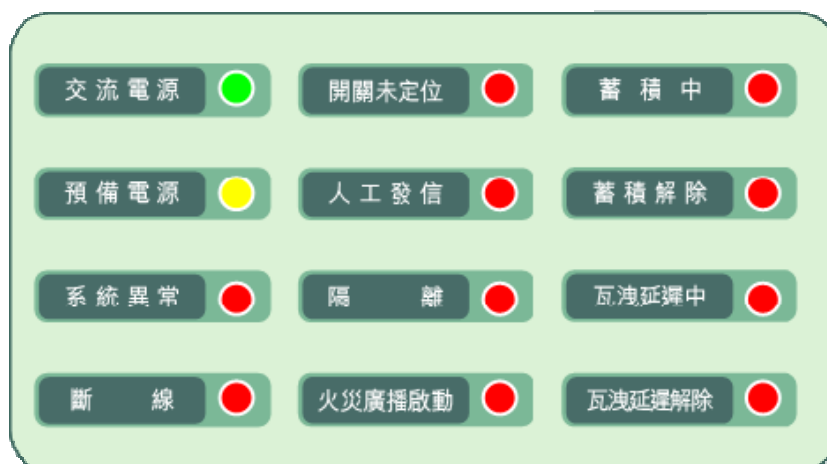 交流電源 開關未定位 蓄積中
預備電源 人工發信 蓄積解除
系統異常 隔離 瓦洩延遲中
斷線 火災廣播啟動 瓦洩延遲解除